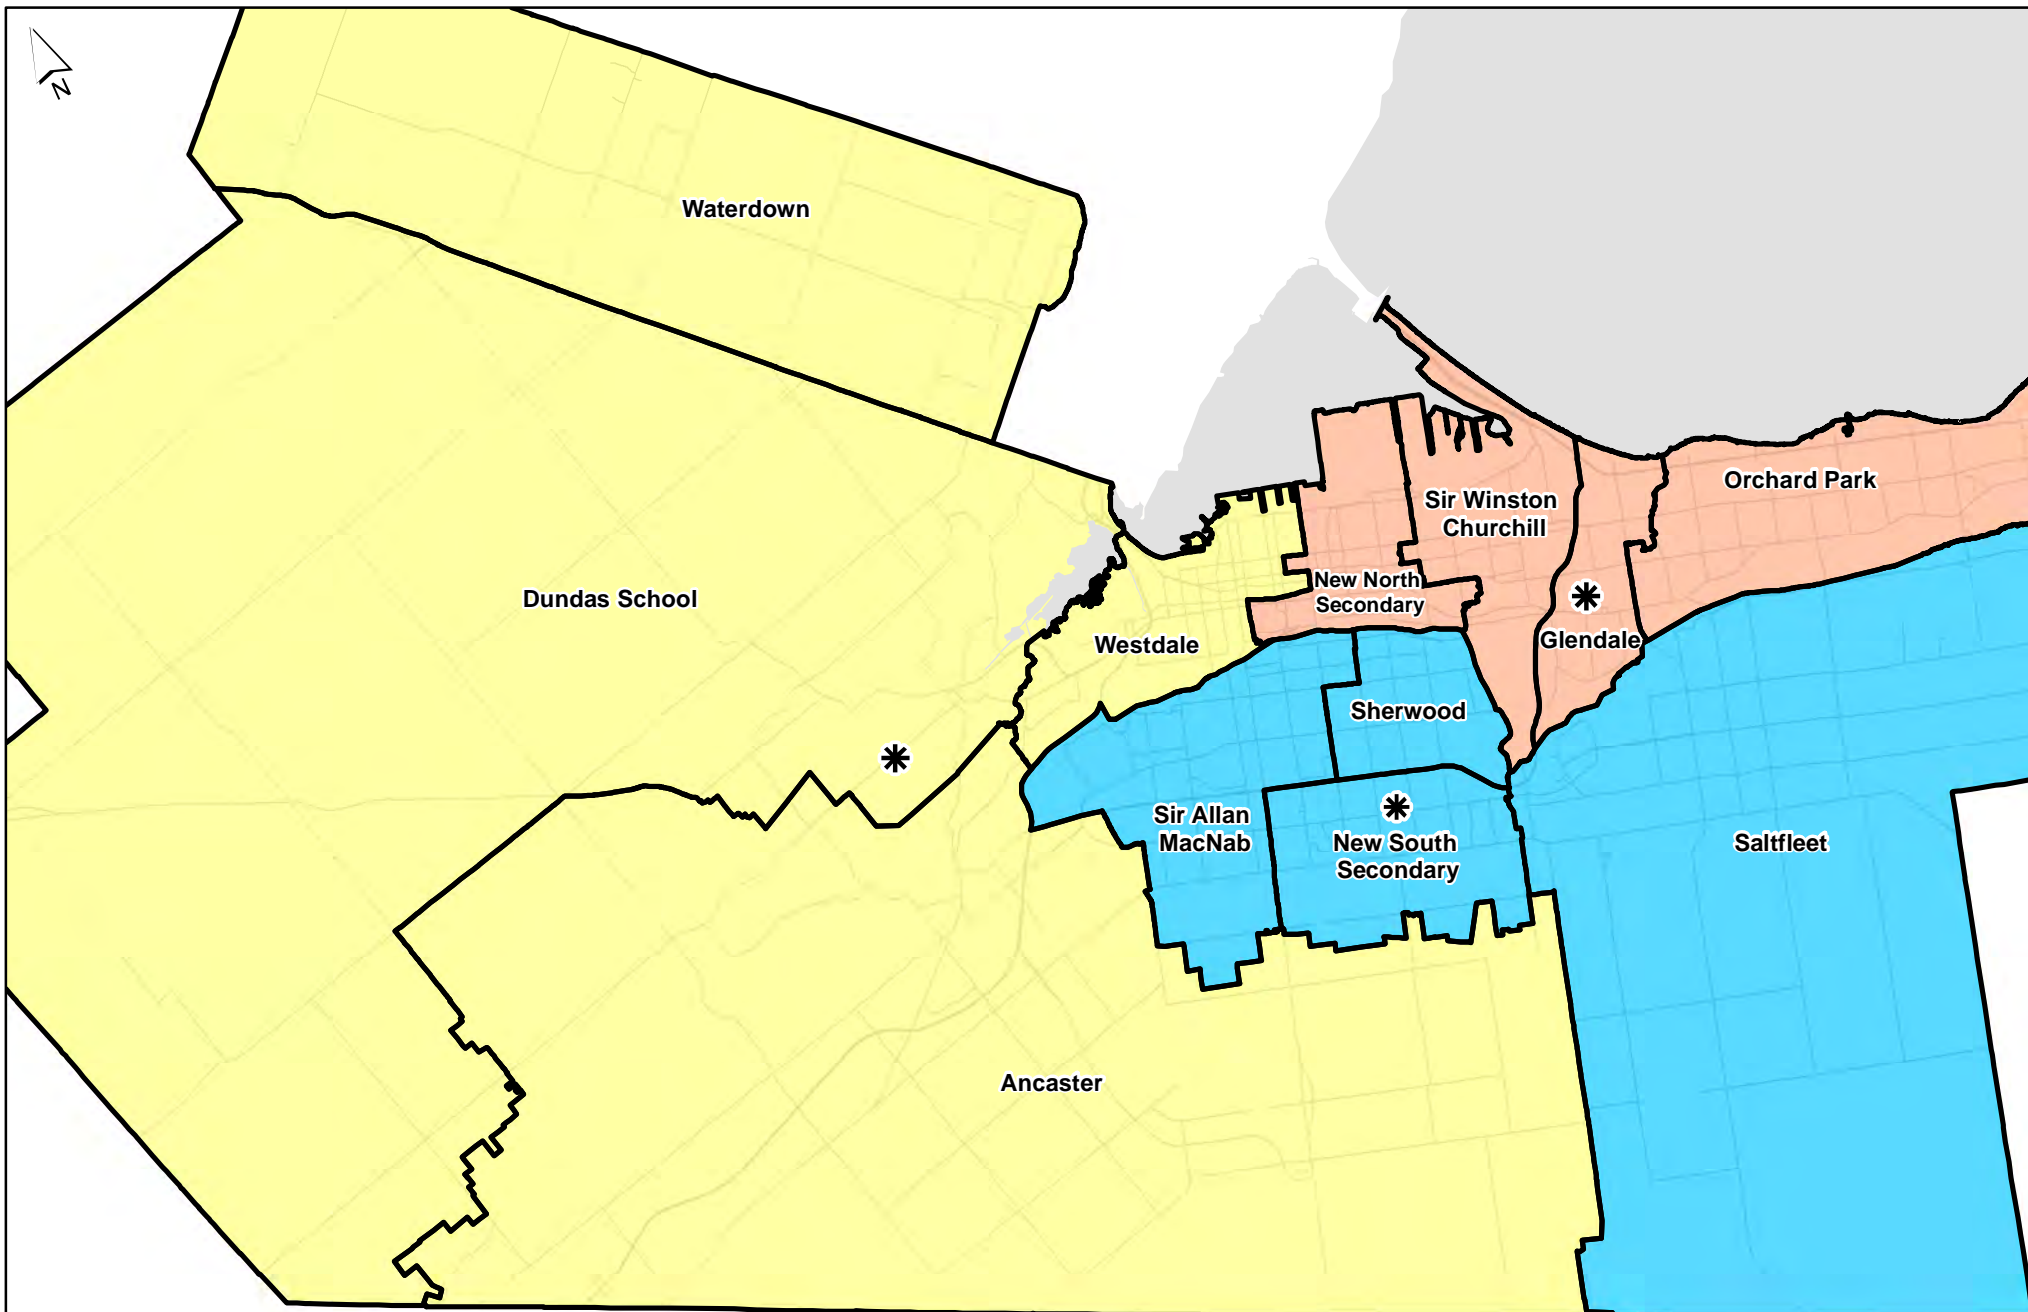 N
Waterdown
Orchard Park
Sir Winston
Churchill
New North
Secondary
Dundas School
Glendale
Westdale
Sherwood
Sir Allan
MacNab
New South
Secondary
Saltfleet
Ancaster